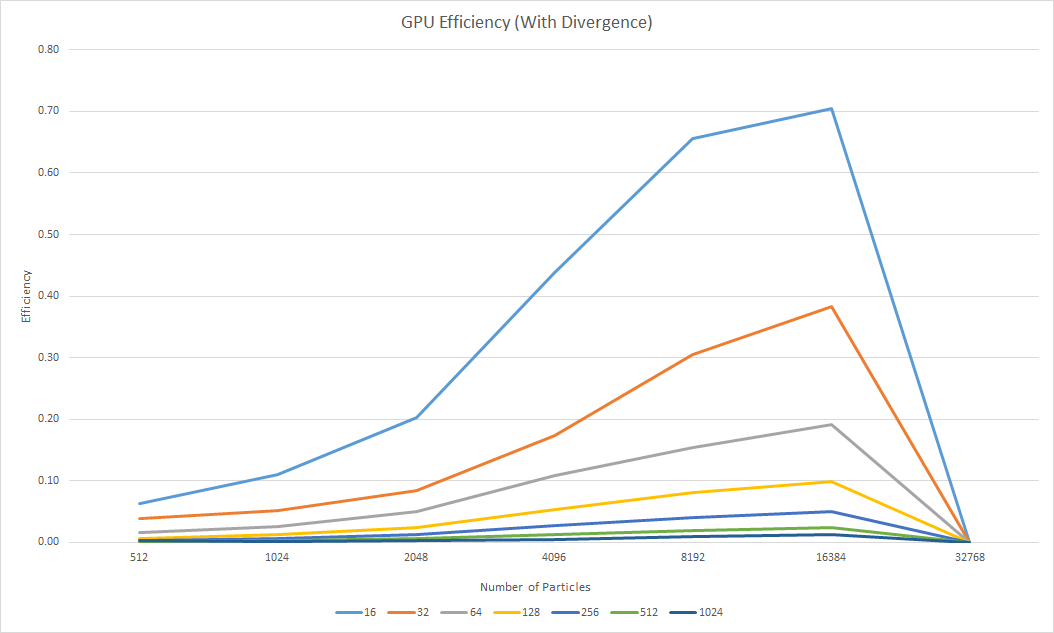 GPU Efficiency (With Divergence)
0.80
0.70
0.60
0.50
0.40
0.30
0.20
0.10
0.00
Efficiency
512 1024 2048 4096 8192 16384 32768
Number of Particles
16 32 64 128 256 512 1024